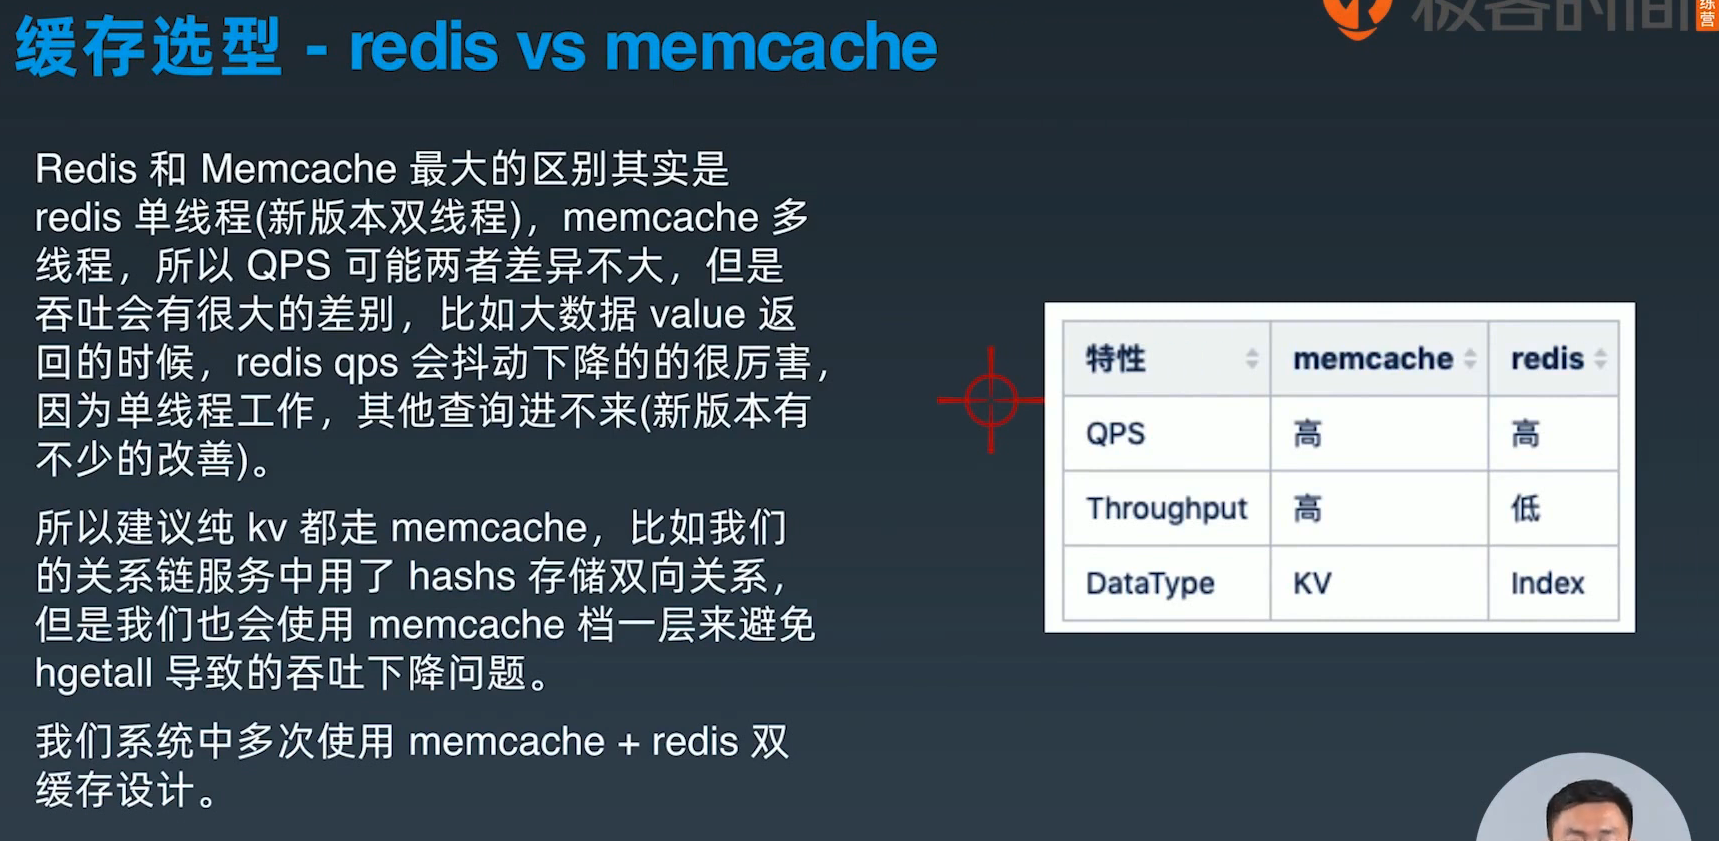 极客时间
练
营
缓存选型 - redis vs memcache
Redis 和 Memcache 最大的区别其实是
redis 单线程(新版本双线程)，memcache 多
线程，所以 QPS 可能两者差异不大，但是
吞吐会有很大的差别，比如大数据 value 返
回的时候，redis qps 会抖动下降的的很厉害，
因为单线程工作，其他查询进不来(新版本有
不少的改善)。
所以建议纯 kv 都走 memcache，比如我们
的关系链服务中用了 hashs 存储双向关系，
但是我们也会使用 memcache 档一层来避免
hgetall 导致的吞吐下降问题。
我们系统中多次使用 memcache + redis 双
缓存设计。
特性 memcache redis
QPS 高 高
Throughput 高 低
DataType KV Index